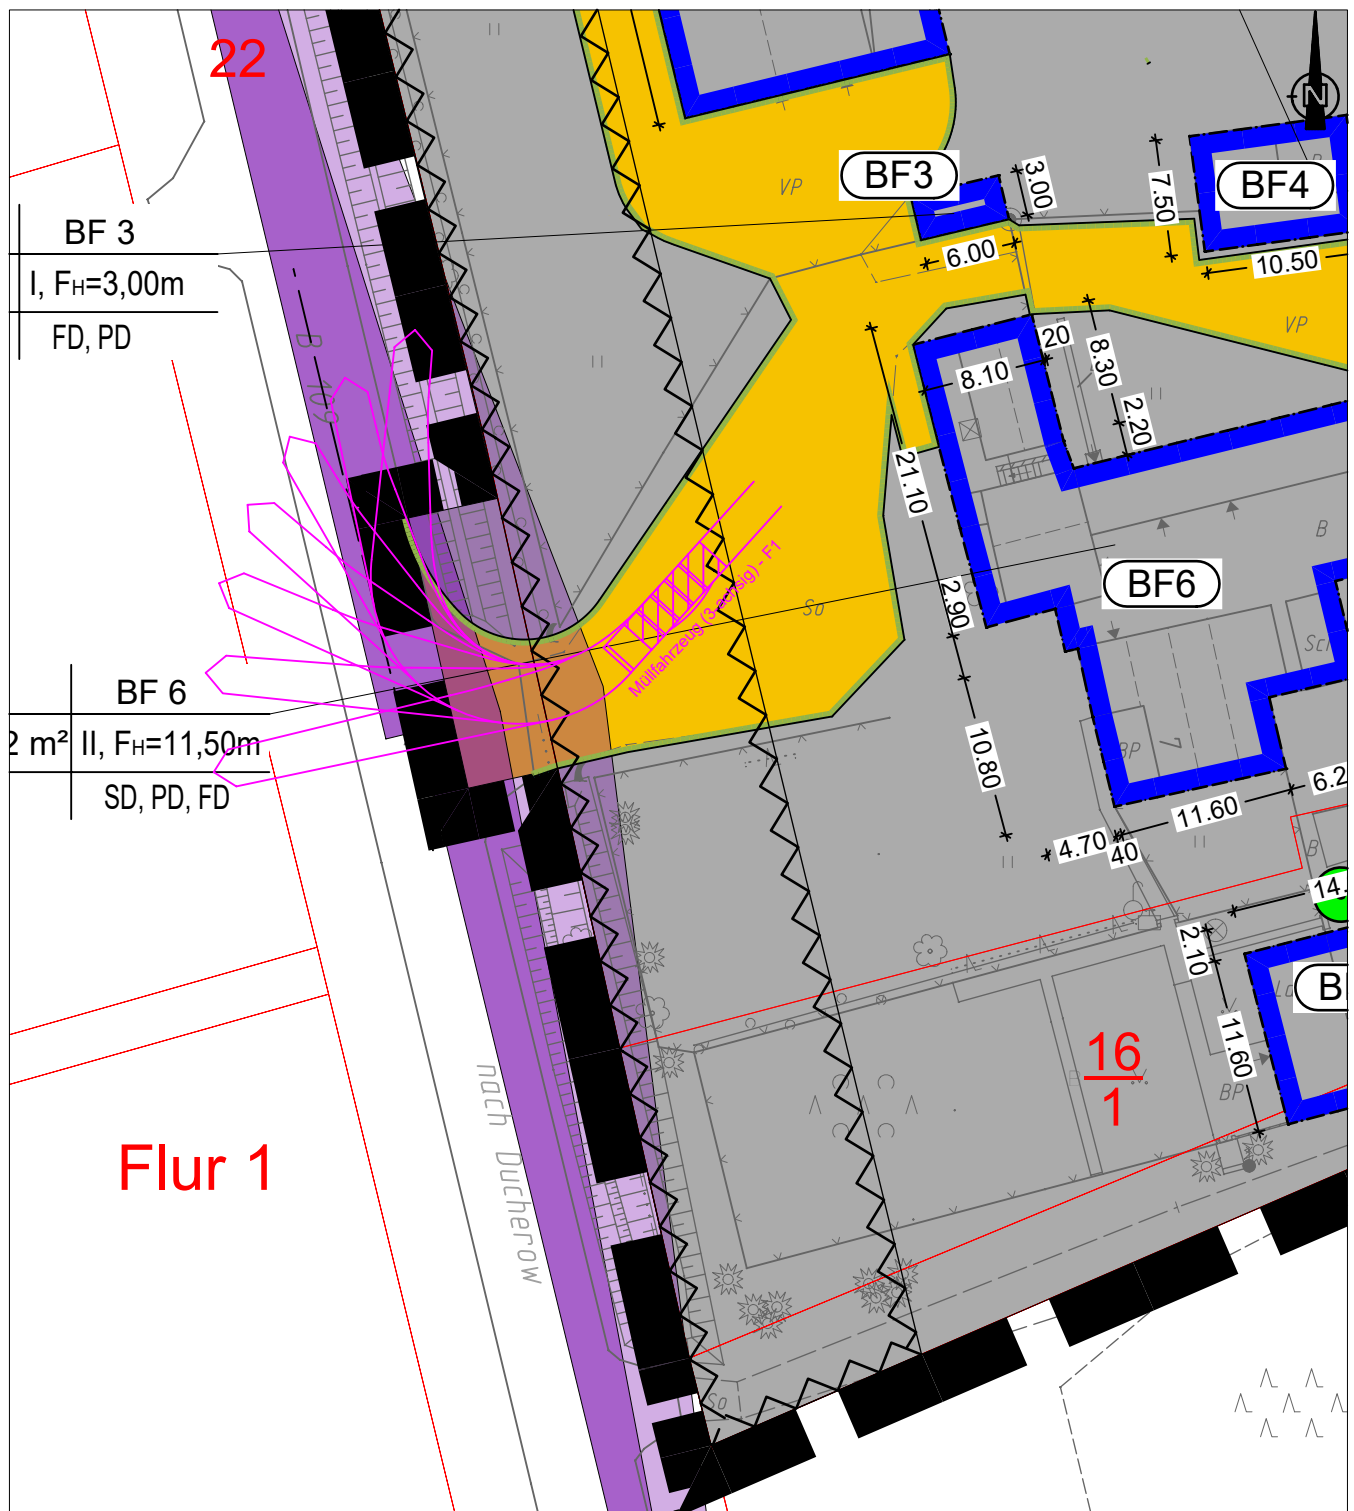 22
N
BF3
BF4
VP
3.00
7.50
6.00
10.50
BF 3
I, FH=3,00m
FD, PD
B 109
VP
20
8.10
8.30
2.20
21.10
B
BF6
2.90
So
Müllfahrzeug (3-achsig) - F1
BF 6
2 m² II, FH=11,50m
SD, PD, FD
BP
7
10.80
6.2
11.60
4.70
40
B
14.
2.10
BF
11.60
16
1
BP
nach Ducherow
Flur 1
So